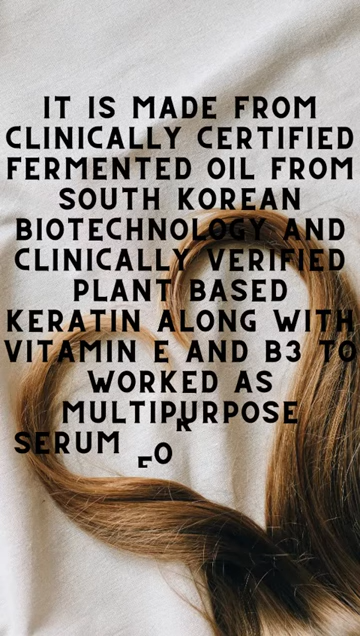 IT IS MADE FROM
CLINICALLY CERTIFIED
FERMENTED OIL FROM
SOUTH KOREAN
BIOTECHNOLOGY AND
CLINICALLY VERIFIED
PLANT BASED
KERATIN ALONG WITH
VITAMIN E AND B3 TO
WORKED AS
MULTIPURPOSE
SERUM FOR